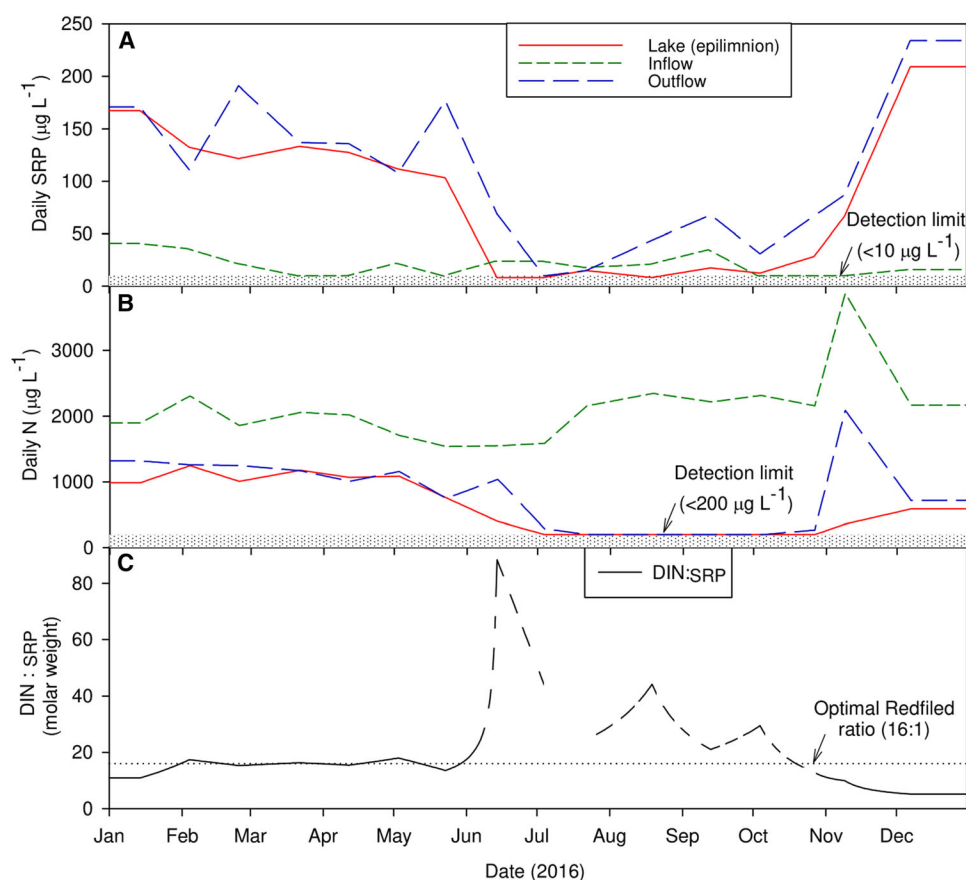 A
Daily SRP (µg L-1)
250
200
150
100
50
0
Lake (epilimnion)
Inflow
Outflow
Detection limit
(<10 µg L-1)
B
Daily N (µg L-1)
3000
2000
1000
0
Detection limit
(<200 µg L-1)
C
DIN : SRP
(molar weight)
80
60
40
20
0
DIN:SRP
Optimal Redfiled
ratio (16:1)
Jan Feb Mar Apr May Jun Jul Aug Sep Oct Nov Dec
Date (2016)